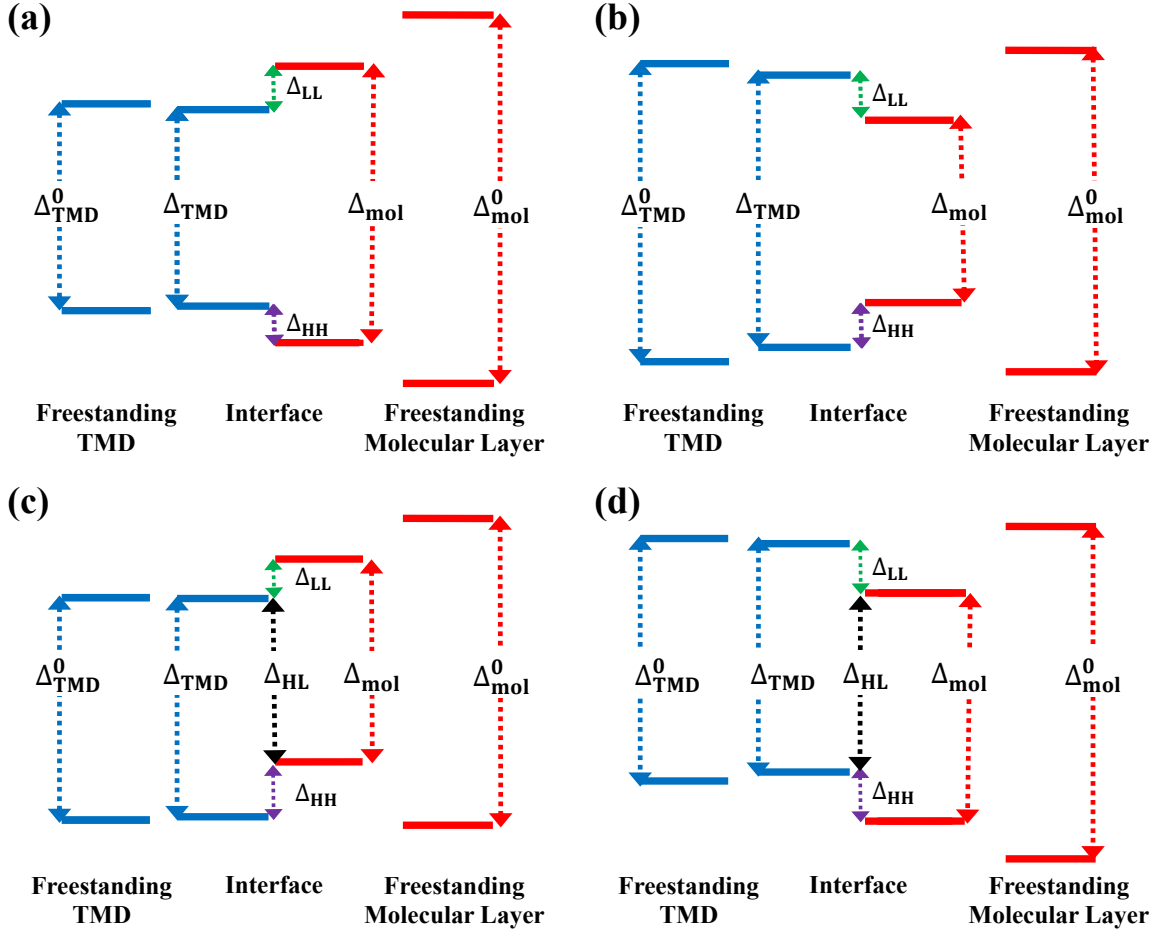 (a)
Δ_LL
Δ⁰_TMD
Δ_TMD
Δ_mol
Δ⁰_mol
Δ_HH
Freestanding
TMD
Interface
Freestanding
Molecular Layer
(b)
Δ_LL
Δ⁰_TMD
Δ_TMD
Δ_mol
Δ⁰_mol
Δ_HH
Freestanding
TMD
Interface
Freestanding
Molecular Layer
(c)
Δ_LL
Δ⁰_TMD
Δ_TMD
Δ_HL
Δ_mol
Δ⁰_mol
Δ_HH
Freestanding
TMD
Interface
Freestanding
Molecular Layer
(d)
Δ_LL
Δ⁰_TMD
Δ_TMD
Δ_HL
Δ_mol
Δ⁰_mol
Δ_HH
Freestanding
TMD
Interface
Freestanding
Molecular Layer